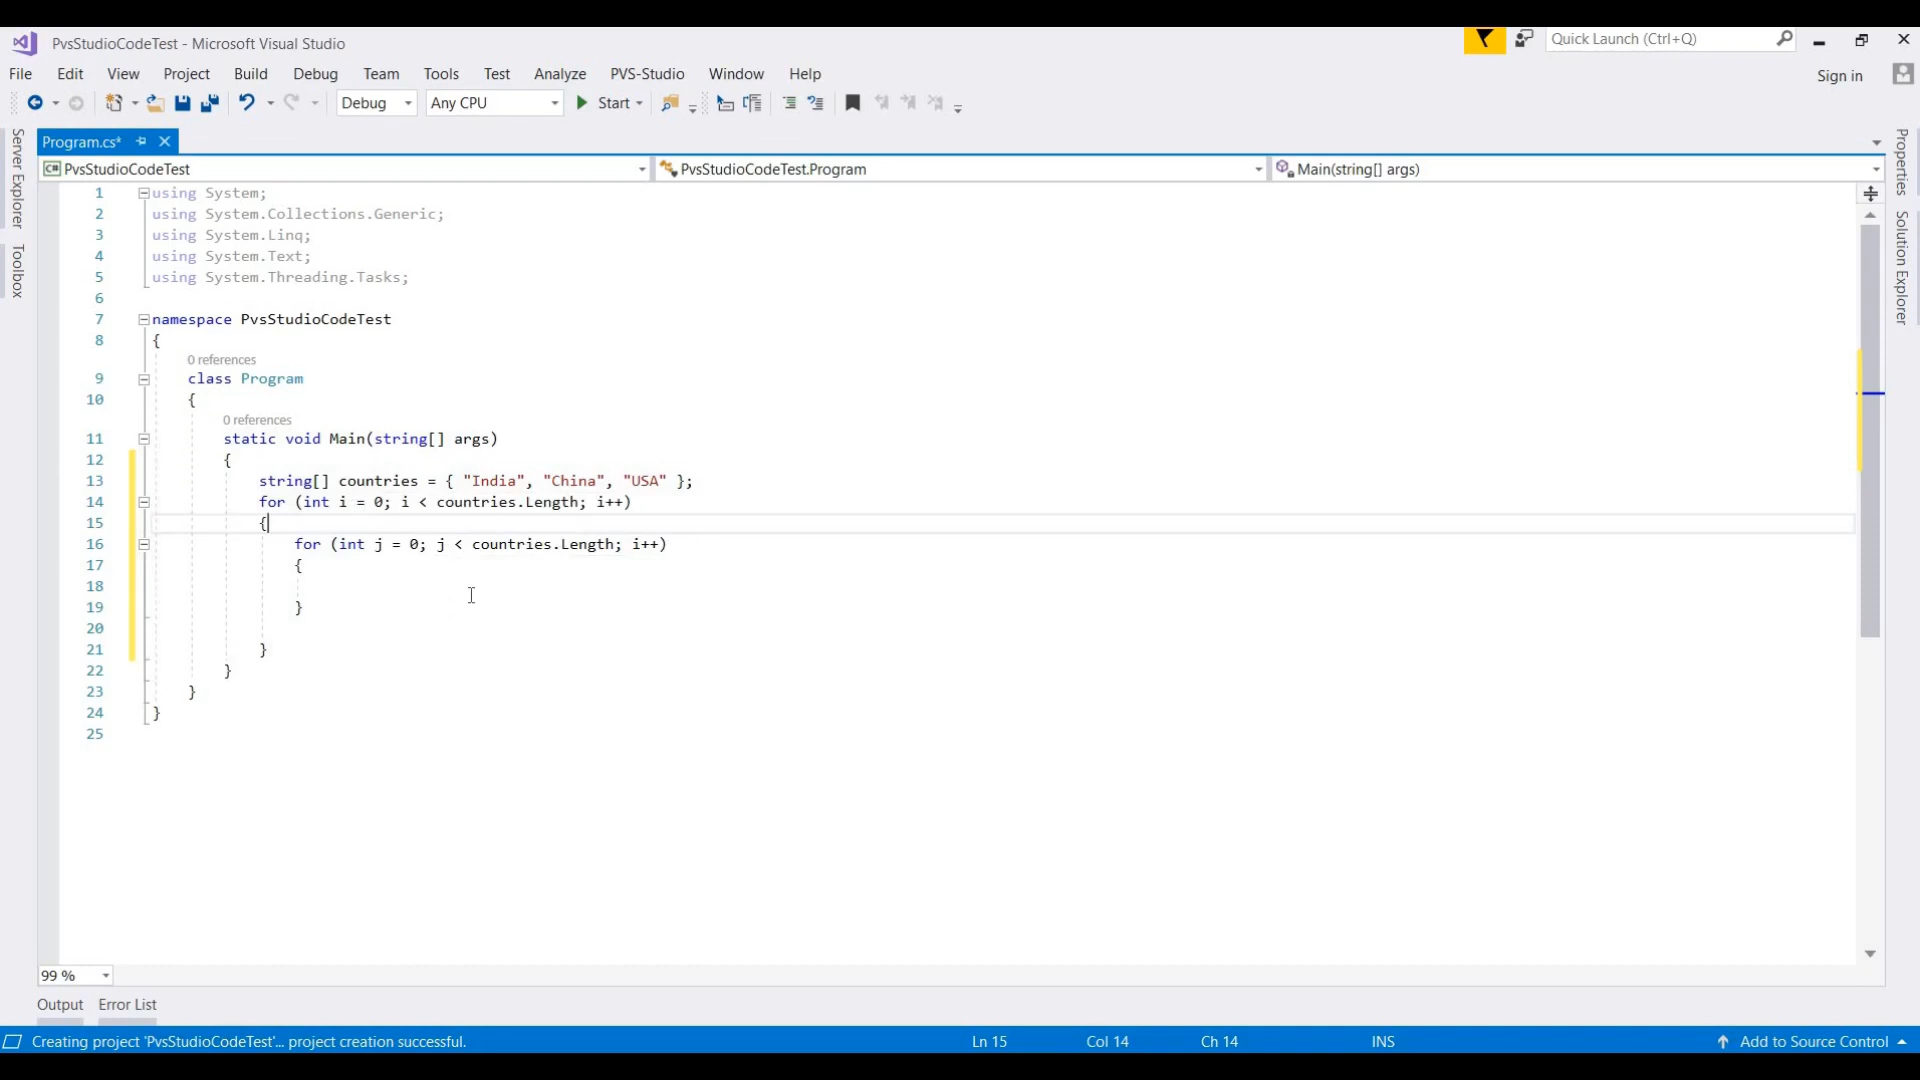 PvsStudioCodeTest - Microsoft Visual Studio
Quick Launch (Ctrl+Q)
File Edit View Project Build Debug Team Tools Test Analyze PVS-Studio Window Help
Sign in
Debug Any CPU Start
Server Explorer
Toolbox
Properties
Solution Explorer
Program.cs*
C# PvsStudioCodeTest PvsStudioCodeTest.Program Main(string[] args)
1 using System;
2 using System.Collections.Generic;
3 using System.Linq;
4 using System.Text;
5 using System.Threading.Tasks;
6
7 namespace PvsStudioCodeTest
8 {
0 references
9 class Program
10 {
0 references
11 static void Main(string[] args)
12 {
13 string[] countries = { "India", "China", "USA" };
14 for (int i = 0; i < countries.Length; i++)
15 {
16 for (int j = 0; j < countries.Length; i++)
17 {
18
19 }
20
21 }
22 }
23 }
24 }
25
99 %
Output Error List
Creating project 'PvsStudioCodeTest'... project creation successful. Ln 15 Col 14 Ch 14 INS Add to Source Control